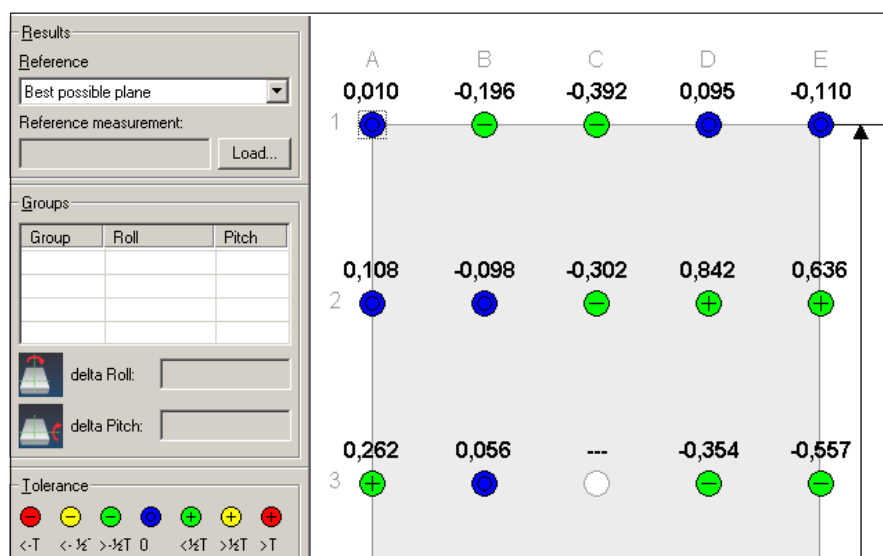 Results
Reference
Best possible plane
Reference measurement:
Load...
Groups
Group Roll Pitch
delta Roll:
delta Pitch:
Tolerance
<-T <-½ >-½T 0 <½T >½T >T
A B C D E
0,010 -0,196 -0,392 0,095 -0,110
1
0,108 -0,098 -0,302 0,842 0,636
2
0,262 0,056 --- -0,354 -0,557
3